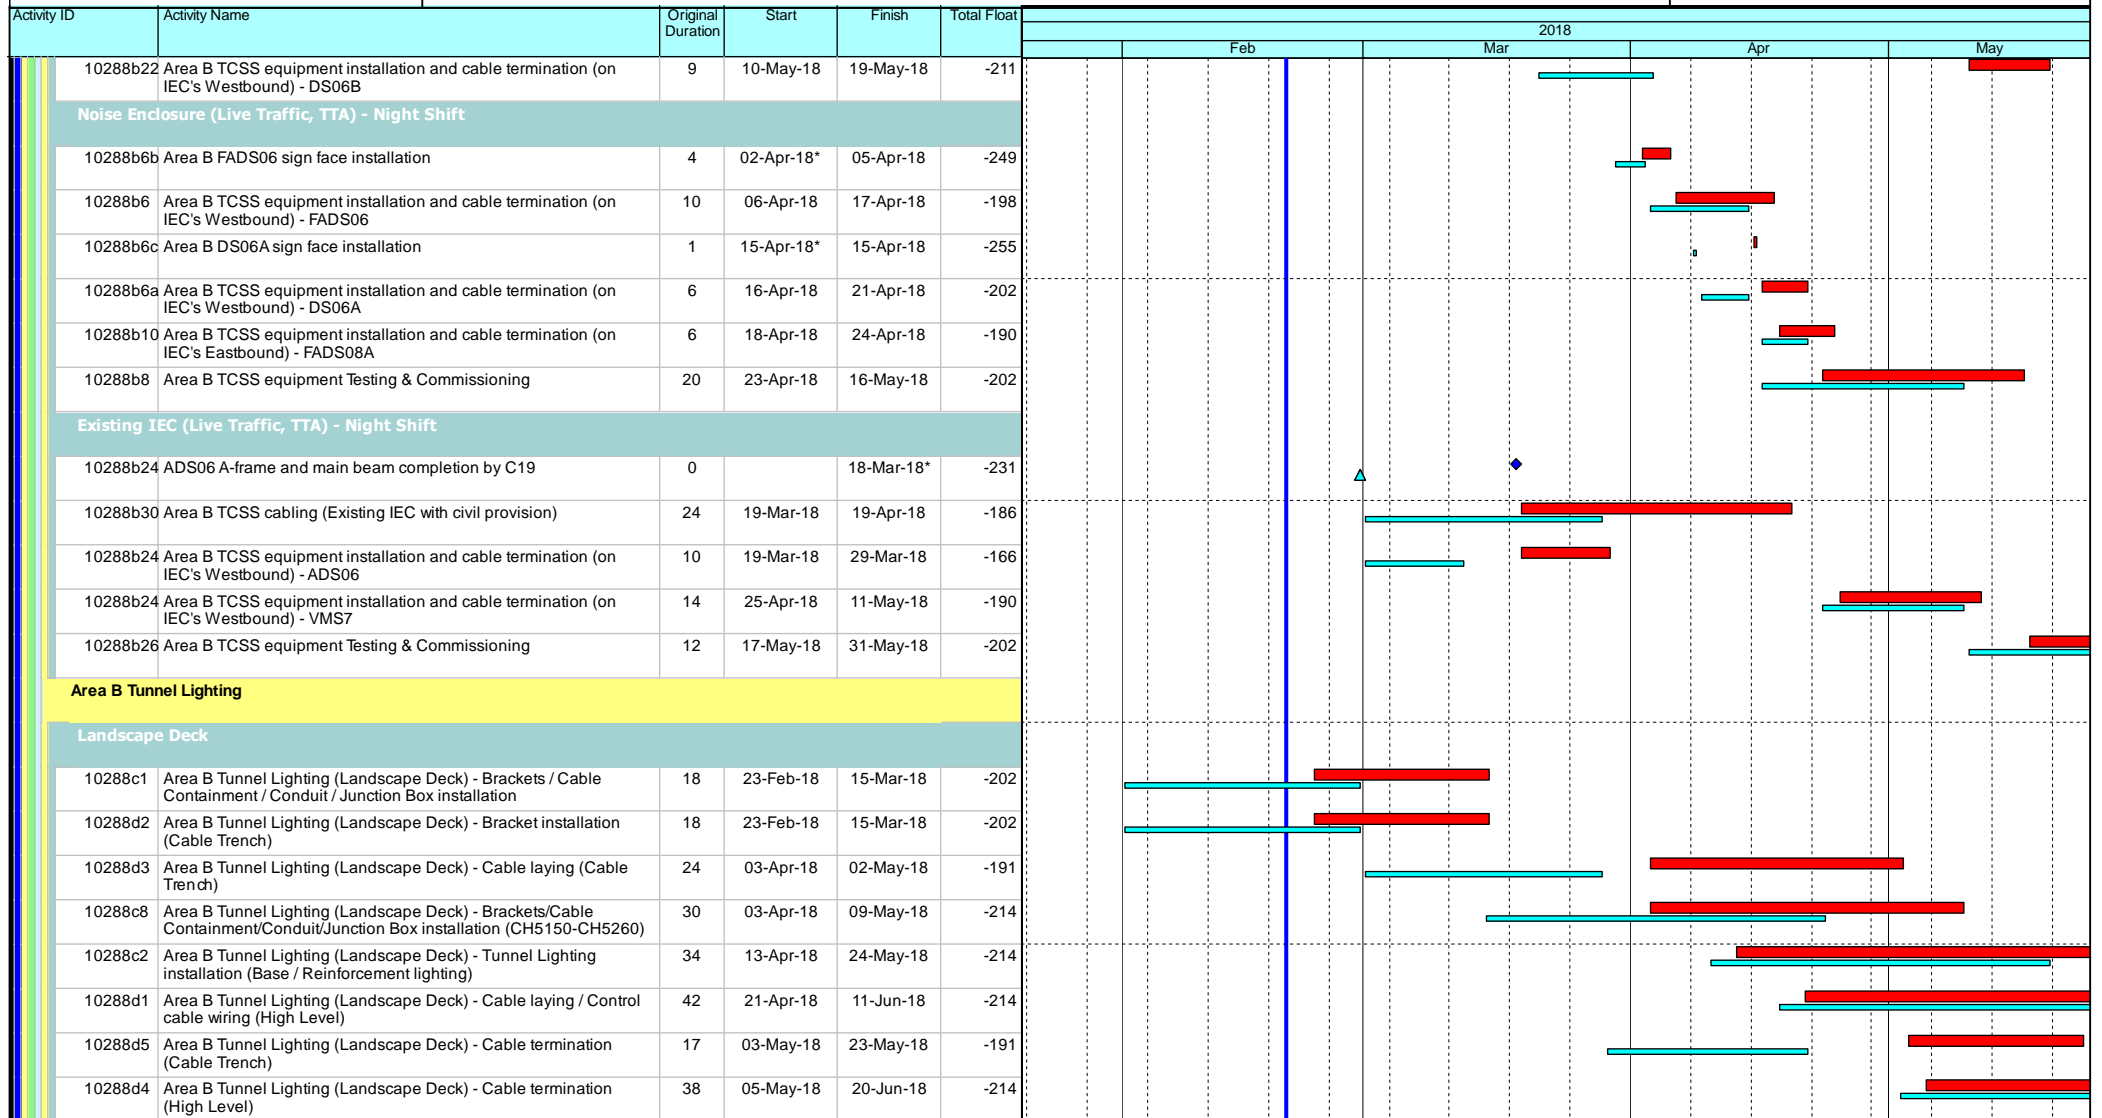 Activity ID Activity Name Original Duration Start Finish Total Float
2018
Feb Mar Apr May
10288b22 Area B TCSS equipment installation and cable termination (on 9 10-May-18 19-May-18 -211
IEC's Westbound) - DS06B
Noise Enclosure (Live Traffic, TTA) - Night Shift
10288b6b Area B FADS06 sign face installation 4 02-Apr-18* 05-Apr-18 -249
10288b6 Area B TCSS equipment installation and cable termination (on 10 06-Apr-18 17-Apr-18 -198
IEC's Westbound) - FADS06
10288b6c Area B DS06A sign face installation 1 15-Apr-18* 15-Apr-18 -255
10288b6a Area B TCSS equipment installation and cable termination (on 6 16-Apr-18 21-Apr-18 -202
IEC's Westbound) - DS06A
10288b10 Area B TCSS equipment installation and cable termination (on 6 18-Apr-18 24-Apr-18 -190
IEC's Eastbound) - FADS08A
10288b8 Area B TCSS equipment Testing & Commissioning 20 23-Apr-18 16-May-18 -202
Existing IEC (Live Traffic, TTA) - Night Shift
10288b24 ADS06 A-frame and main beam completion by C19 0 18-Mar-18* -231
10288b30 Area B TCSS cabling (Existing IEC with civil provision) 24 19-Mar-18 19-Apr-18 -186
10288b24 Area B TCSS equipment installation and cable termination (on 10 19-Mar-18 29-Mar-18 -166
IEC's Westbound) - ADS06
10288b24 Area B TCSS equipment installation and cable termination (on 14 25-Apr-18 11-May-18 -190
IEC's Westbound) - VMS7
10288b26 Area B TCSS equipment Testing & Commissioning 12 17-May-18 31-May-18 -202
Area B Tunnel Lighting
Landscape Deck
10288c1 Area B Tunnel Lighting (Landscape Deck) - Brackets / Cable 18 23-Feb-18 15-Mar-18 -202
Containment / Conduit / Junction Box installation
10288d2 Area B Tunnel Lighting (Landscape Deck) - Bracket installation 18 23-Feb-18 15-Mar-18 -202
(Cable Trench)
10288d3 Area B Tunnel Lighting (Landscape Deck) - Cable laying (Cable 24 03-Apr-18 02-May-18 -191
Trench)
10288c8 Area B Tunnel Lighting (Landscape Deck) - Brackets/Cable 30 03-Apr-18 09-May-18 -214
Containment/Conduit/Junction Box installation (CH5150-CH5260)
10288c2 Area B Tunnel Lighting (Landscape Deck) - Tunnel Lighting 34 13-Apr-18 24-May-18 -214
installation (Base / Reinforcement lighting)
10288d1 Area B Tunnel Lighting (Landscape Deck) - Cable laying / Control 42 21-Apr-18 11-Jun-18 -214
cable wiring (High Level)
10288d5 Area B Tunnel Lighting (Landscape Deck) - Cable termination 17 03-May-18 23-May-18 -191
(Cable Trench)
10288d4 Area B Tunnel Lighting (Landscape Deck) - Cable termination 38 05-May-18 20-Jun-18 -214
(High Level)